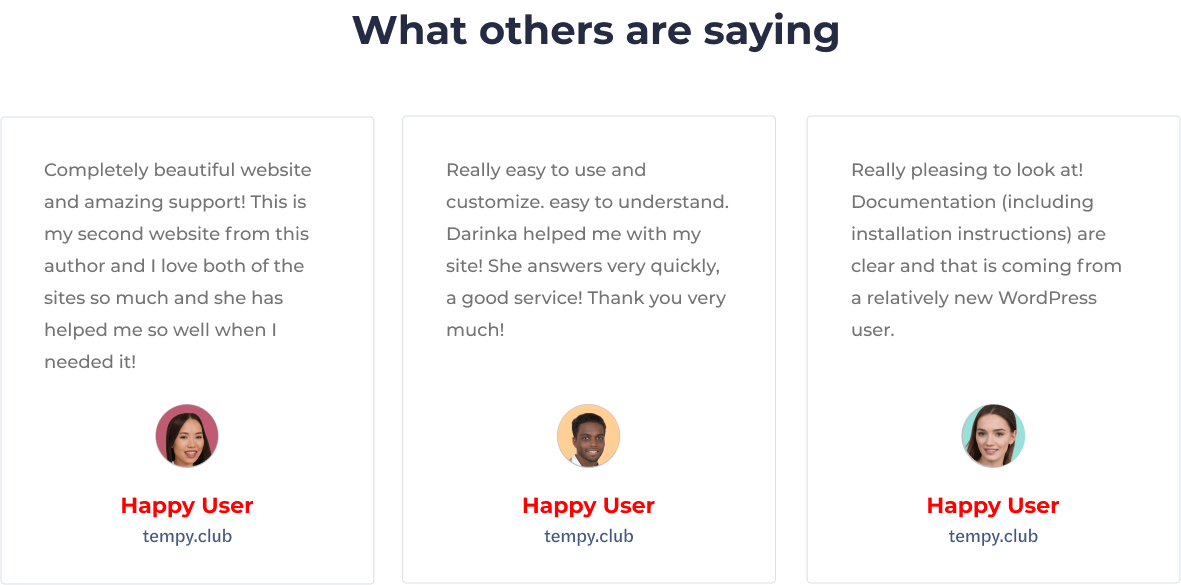 What others are saying
Completely beautiful website
and amazing support! This is
my second website from this
author and I love both of the
sites so much and she has
helped me so well when I
needed it!
Happy User
tempy.club
Really easy to use and
customize. easy to understand.
Darinka helped me with my
site! She answers very quickly,
a good service! Thank you very
much!
Happy User
tempy.club
Really pleasing to look at!
Documentation (including
installation instructions) are
clear and that is coming from
a relatively new WordPress
user.
Happy User
tempy.club